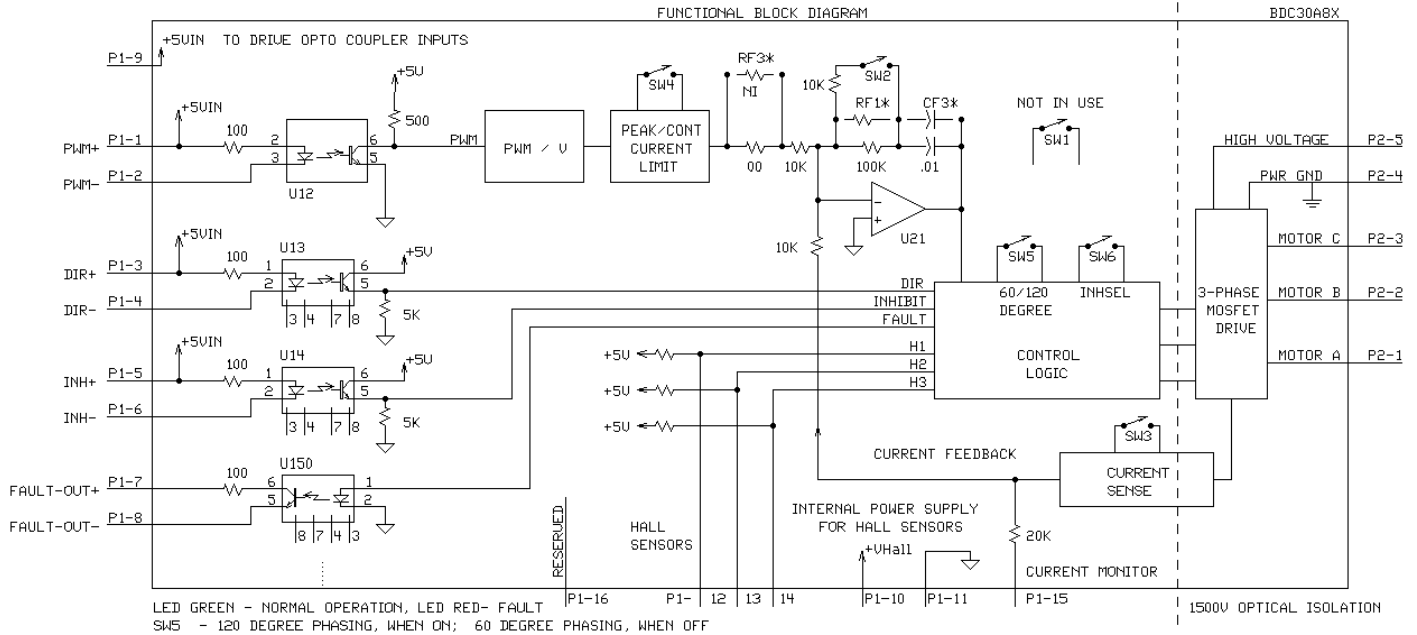 FUNCTIONAL BLOCK DIAGRAM
BDC30A8X
+5VIN TO DRIVE OPTO COUPLER INPUTS
P1-9
+5VIN
100
PWM+ P1-1
PWM- P1-2
2
3
6
5
U12
+5V
500
PWM
PWM / V
SW4
PEAK/CONT
CURRENT
LIMIT
RF3*
NI
00
10K
10K
SW2
RF1*
CF3*
100K
.01
U21
-
+
10K
NOT IN USE
SW1
HIGH VOLTAGE P2-5
PWR GND P2-4
MOTOR C P2-3
MOTOR B P2-2
MOTOR A P2-1
3-PHASE
MOSFET
DRIVE
+5VIN
U13
100
DIR+ P1-3
DIR- P1-4
1
2
6
5
3 4 7 8
+5V
5K
DIR
INHIBIT
FAULT
H1
H2
H3
SW5
SW6
60/120
DEGREE
INHSEL
CONTROL
LOGIC
+5VIN
U14
100
INH+ P1-5
INH- P1-6
1
2
6
5
3 4 7 8
+5V
5K
+5V
+5V
+5V
U150
100
FAULT-OUT+ P1-7
FAULT-OUT- P1-8
6
5
1
2
8 7 4 3
RESERVED
HALL
SENSORS
CURRENT FEEDBACK
SW3
CURRENT
SENSE
INTERNAL POWER SUPPLY
FOR HALL SENSORS
+VHall
20K
CURRENT MONITOR
P1-16
P1- 12 13 14
P1-10
P1-11
P1-15
1500V OPTICAL ISOLATION
LED GREEN - NORMAL OPERATION, LED RED- FAULT
SW5 - 120 DEGREE PHASING, WHEN ON; 60 DEGREE PHASING, WHEN OFF